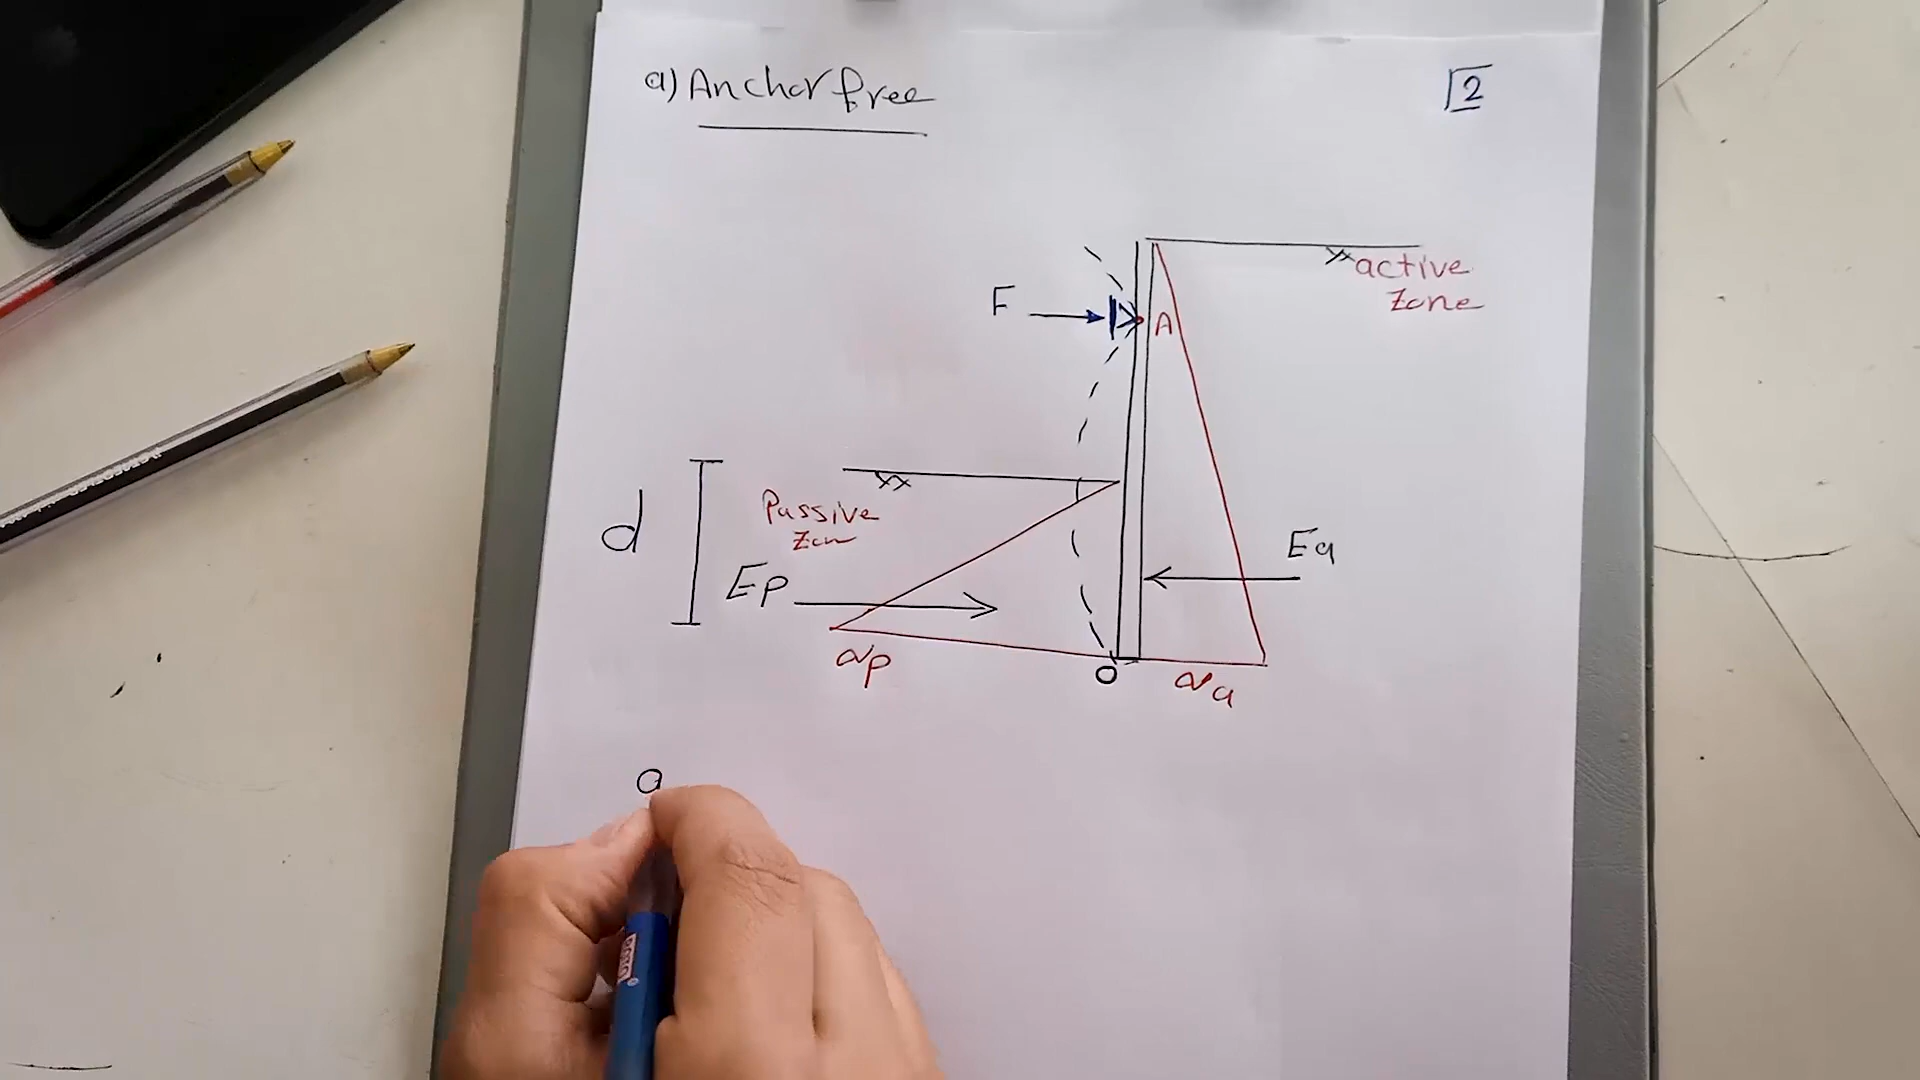 a) Anchor free
2
active
Zone
F
A
d
Passive
Zon
Ep
Ea
σp
O
σa
a